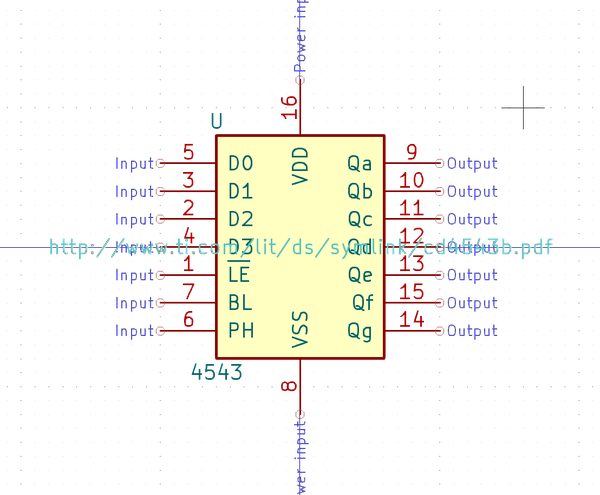 Power inp
16
U
VDD
Input 5 D0 Qa 9 Output
Input 3 D1 Qb 10 Output
Input 2 D2 Qc 11 Output
Input 4 D3 Qd 12 Output
http://www.ti.com/lit/ds/symlink/cd4543b.pdf
Input 1 LE Qe 13 Output
Input 7 BL Qf 15 Output
Input 6 PH Qg 14 Output
VSS
4543
8
wer input